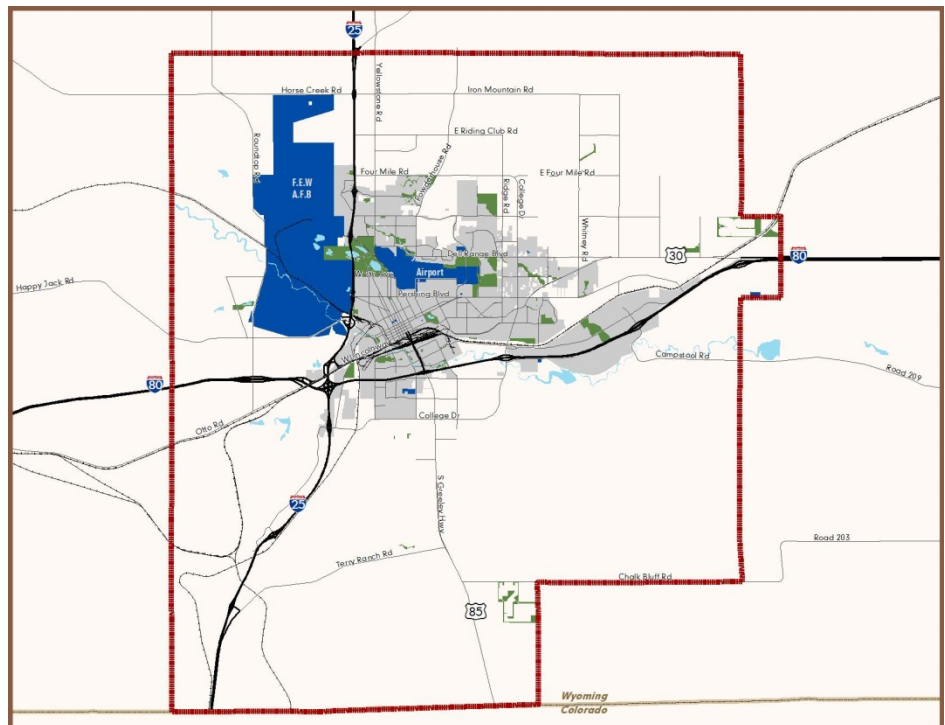 25
Yellowstone Rd
Horse Creek Rd
Iron Mountain Rd
E Riding Club Rd
Roundtop Rd
Powderhouse Rd
Four Mile Rd
E Four Mile Rd
F.E.W
A.F.B
Ridge Rd
College Dr
Whitney Rd
Dell Range Blvd
30
80
Airport
Happy Jack Rd
Pershing Blvd
Lincolnway
Campstool Rd
Road 209
80
College Dr
Otto Rd
25
S Greeley Hwy
Road 203
Terry Ranch Rd
Chalk Bluff Rd
85
Wyoming
Colorado